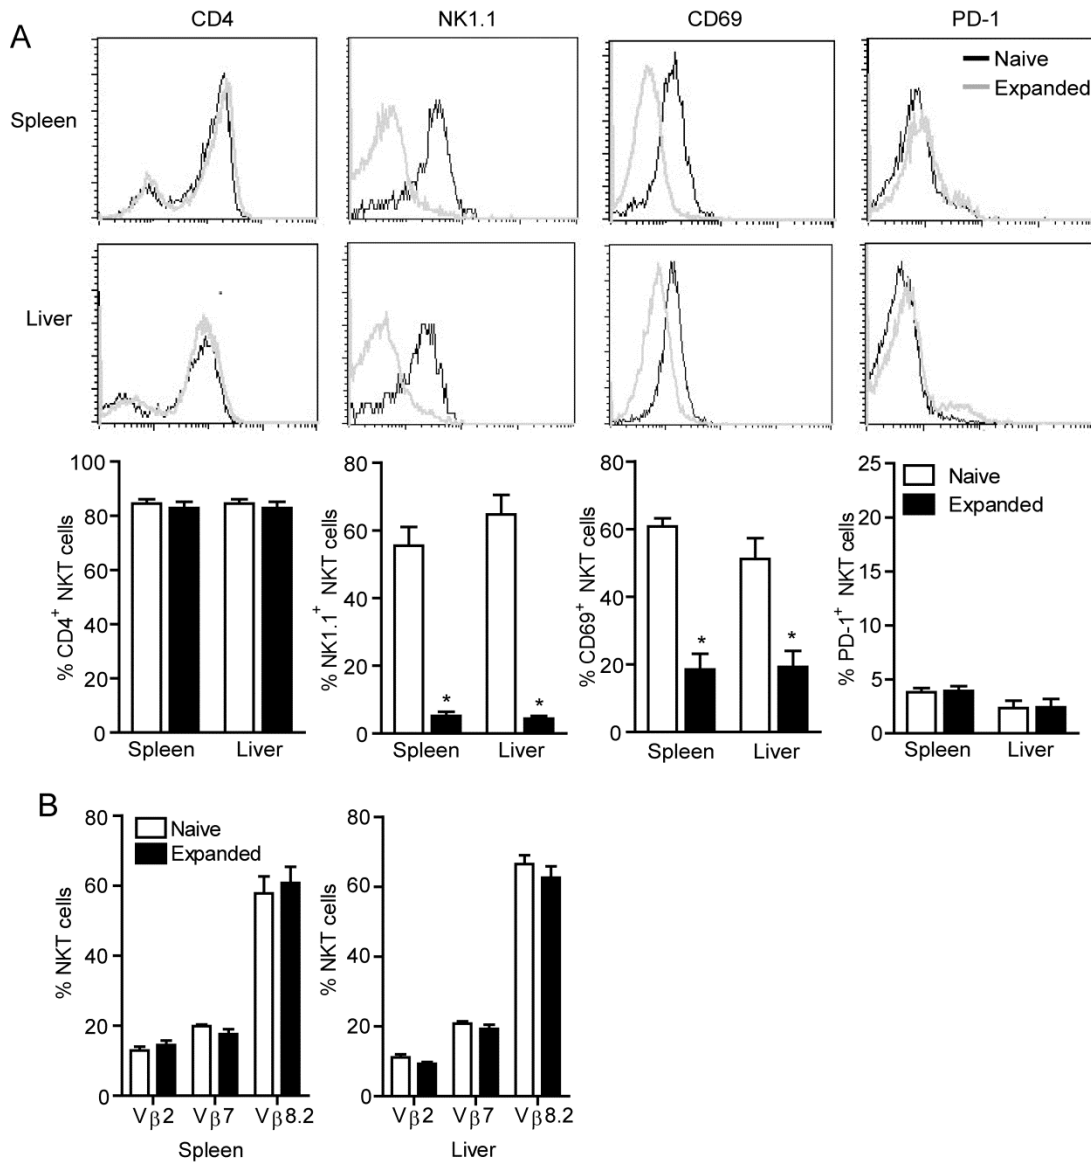 CD4
NK1.1
CD69
PD-1
A
Naive
Expanded
Spleen
Liver
% CD4+ NKT cells
100
80
60
40
20
0
Spleen Liver
% NK1.1+ NKT cells
80
60
40
20
0
Spleen Liver
% CD69+ NKT cells
80
60
40
20
0
Spleen Liver
% PD-1+ NKT cells
25
20
15
10
5
0
Naive
Expanded
Spleen Liver
B
% NKT cells
80
60
40
20
0
Naive
Expanded
Vβ2 Vβ7 Vβ8.2
Spleen
% NKT cells
80
60
40
20
0
Vβ2 Vβ7 Vβ8.2
Liver